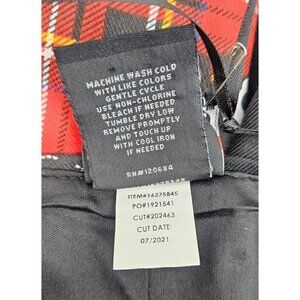 MACHINE WASH COLD
WITH LIKE COLORS
GENTLE CYCLE
USE NON-CHLORINE
BLEACH IF NEEDED
TUMBLE DRY LOW
REMOVE PROMPTLY
AND TOUCH UP
WITH COOL IRON
IF NEEDED
RN#120684
ITEM#16275845
PO#1921541
CUT#202463
CUT DATE:
07/2021